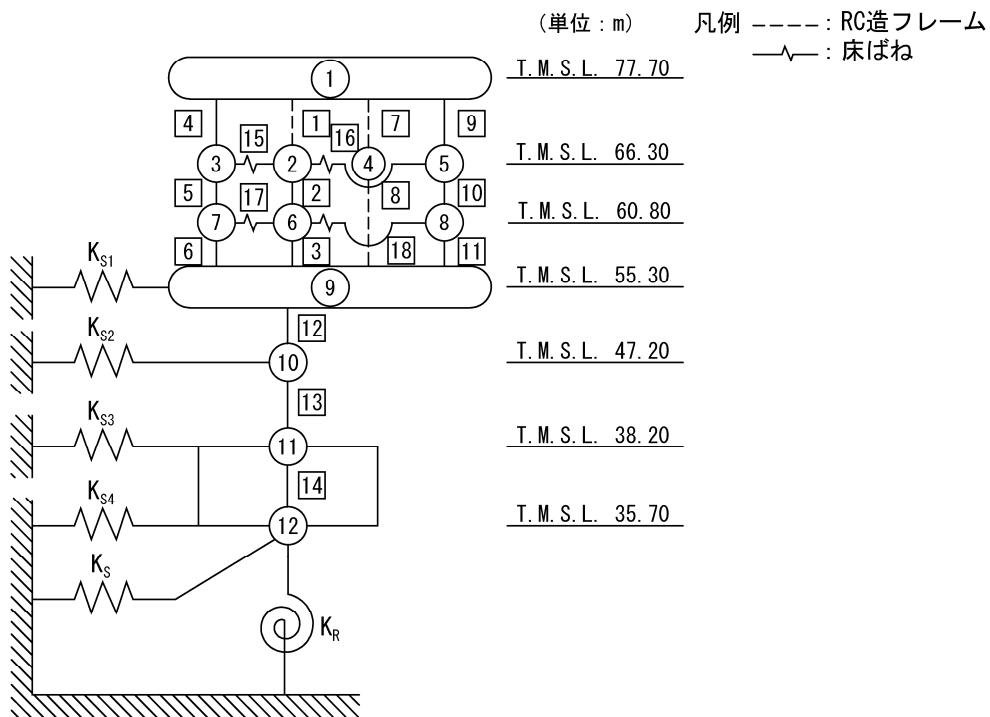 (単位：m)
凡例 ----：RC造フレーム
：床ばね
1
T.M.S.L. 77.70
4 1 7 9
15 16
3 2 4 5
T.M.S.L. 66.30
5 2 8 10
17
7 6 8
T.M.S.L. 60.80
6 3 18 11
KS1
9
T.M.S.L. 55.30
KS2
12
10
T.M.S.L. 47.20
13
KS3
11
T.M.S.L. 38.20
14
KS4
12
T.M.S.L. 35.70
KS
KR